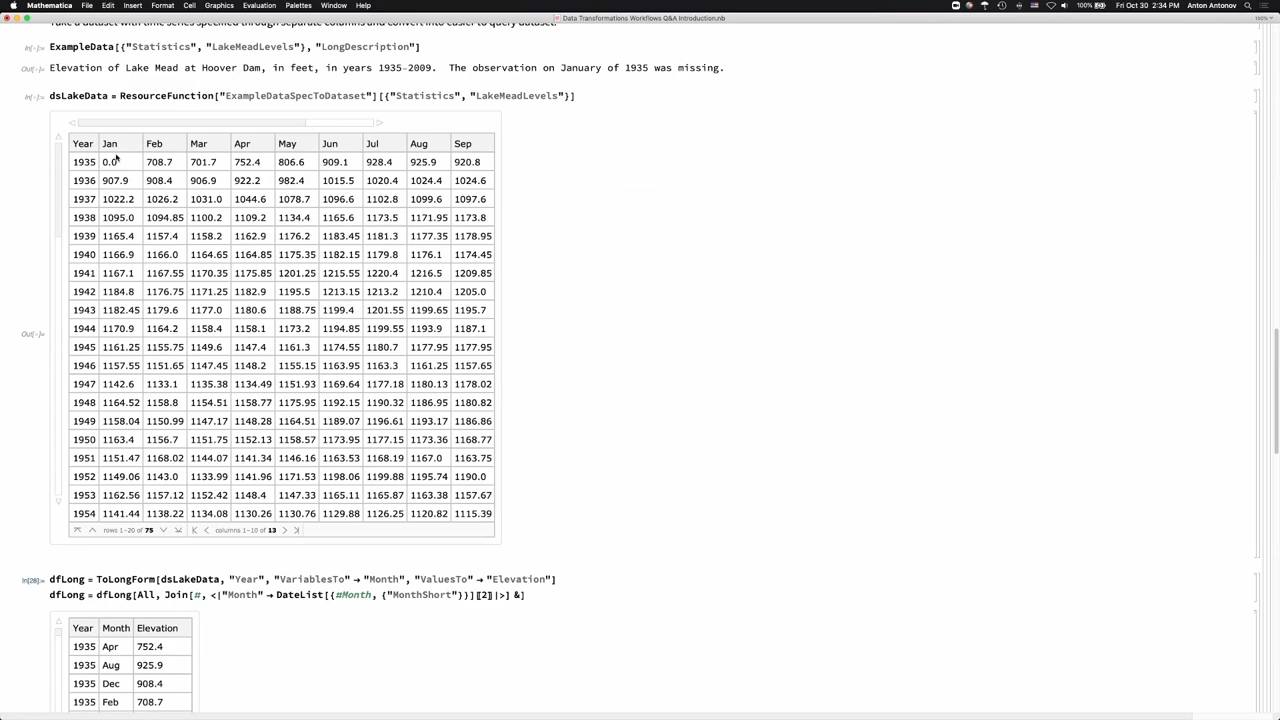 Mathematica File Edit Insert Format Cell Graphics Evaluation Palettes Window Help 100% Fri Oct 30 2:34 PM Anton Antonov
Data Transformations Workflows Q&A Introduction.nb 150%
Take a dataset with time series specified through separate columns and convert into easier to query dataset.
In[•]:= ExampleData[{"Statistics", "LakeMeadLevels"}, "LongDescription"]
Out[•]= Elevation of Lake Mead at Hoover Dam, in feet, in years 1935-2009. The observation on January of 1935 was missing.
In[•]:= dsLakeData = ResourceFunction["ExampleDataSpecToDataset"][{"Statistics", "LakeMeadLevels"}]
Year Jan Feb Mar Apr May Jun Jul Aug Sep
1935 0.0 708.7 701.7 752.4 806.6 909.1 928.4 925.9 920.8
1936 907.9 908.4 906.9 922.2 982.4 1015.5 1020.4 1024.4 1024.6
1937 1022.2 1026.2 1031.0 1044.6 1078.7 1096.6 1102.8 1099.6 1097.6
1938 1095.0 1094.85 1100.2 1109.2 1134.4 1165.6 1173.5 1171.95 1173.8
1939 1165.4 1157.4 1158.2 1162.9 1176.2 1183.45 1181.3 1177.35 1178.95
1940 1166.9 1166.0 1164.65 1164.85 1175.35 1182.15 1179.8 1176.1 1174.45
1941 1167.1 1167.55 1170.35 1175.85 1201.25 1215.55 1220.4 1216.5 1209.85
1942 1184.8 1176.75 1171.25 1182.9 1195.5 1213.15 1213.2 1210.4 1205.0
1943 1182.45 1179.6 1177.0 1180.6 1188.75 1199.4 1201.55 1199.65 1195.7
1944 1170.9 1164.2 1158.4 1158.1 1173.2 1194.85 1199.55 1193.9 1187.1
Out[•]= 1945 1161.25 1155.75 1149.6 1147.4 1161.3 1174.55 1180.7 1177.95 1177.95
1946 1157.55 1151.65 1147.45 1148.2 1155.15 1163.95 1163.3 1161.25 1157.65
1947 1142.6 1133.1 1135.38 1134.49 1151.93 1169.64 1177.18 1180.13 1178.02
1948 1164.52 1158.8 1154.51 1158.77 1175.95 1192.15 1190.32 1186.95 1180.82
1949 1158.04 1150.99 1147.17 1148.28 1164.51 1189.07 1196.61 1193.17 1186.86
1950 1163.4 1156.7 1151.75 1152.13 1158.57 1173.95 1177.15 1173.36 1168.77
1951 1151.47 1168.02 1144.07 1141.34 1146.16 1163.53 1168.19 1167.0 1163.75
1952 1149.06 1143.0 1133.99 1141.96 1171.53 1198.06 1199.88 1195.74 1190.0
1953 1162.56 1157.12 1152.42 1148.4 1147.33 1165.11 1165.87 1163.38 1157.67
1954 1141.44 1138.22 1134.08 1130.26 1130.76 1129.88 1126.25 1120.82 1115.39
rows 1-20 of 75 columns 1-10 of 13
In[28]:= dfLong = ToLongForm[dsLakeData, "Year", "VariablesTo" → "Month", "ValuesTo" → "Elevation"]
dfLong = dfLong[All, Join[#, <|"Month" → DateList[{#Month, {"MonthShort"}}]〚2〛|>] &]
Year Month Elevation
1935 Apr 752.4
1935 Aug 925.9
1935 Dec 908.4
1935 Feb 708.7